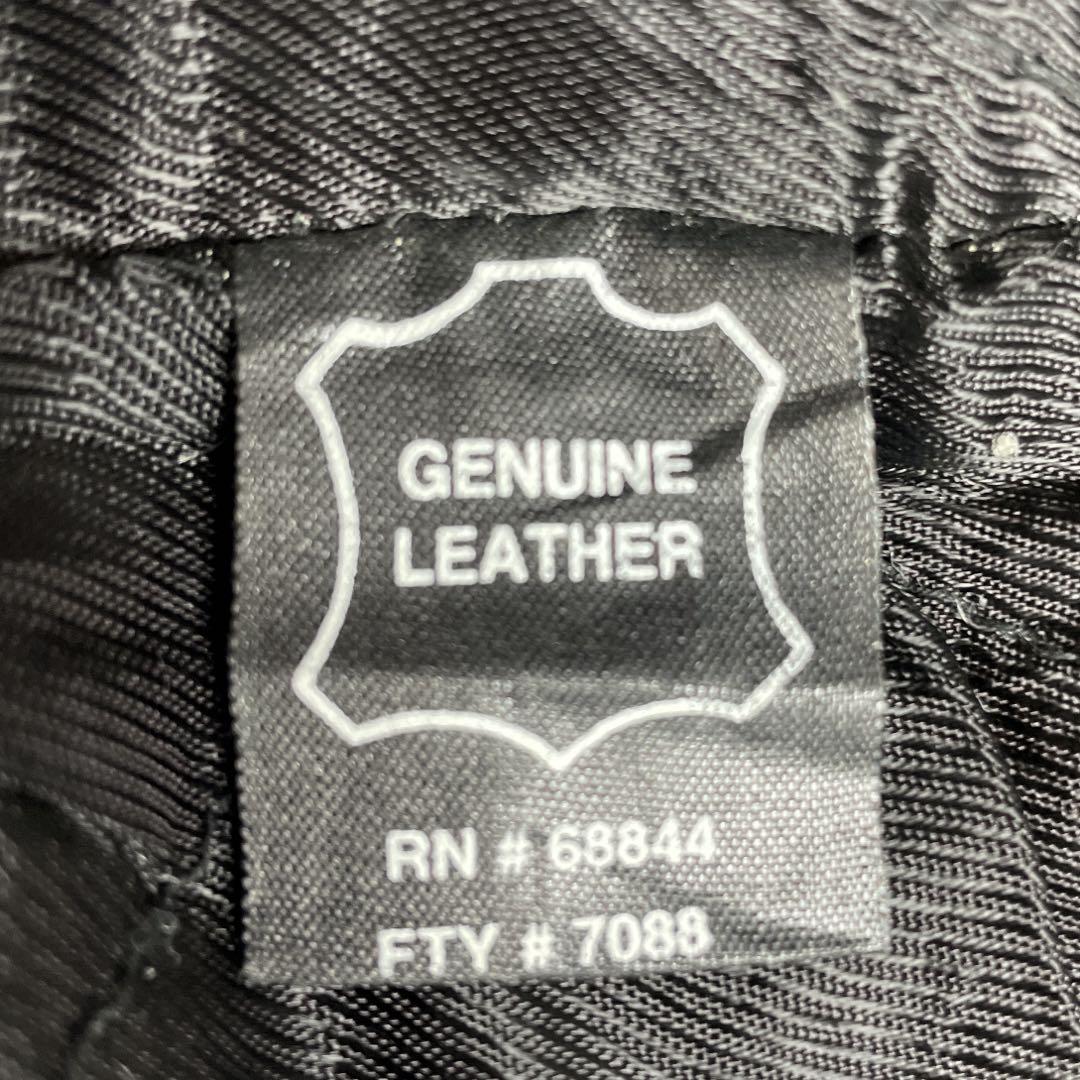 GENUINE
LEATHER
RN # 68844
FTY # 7088